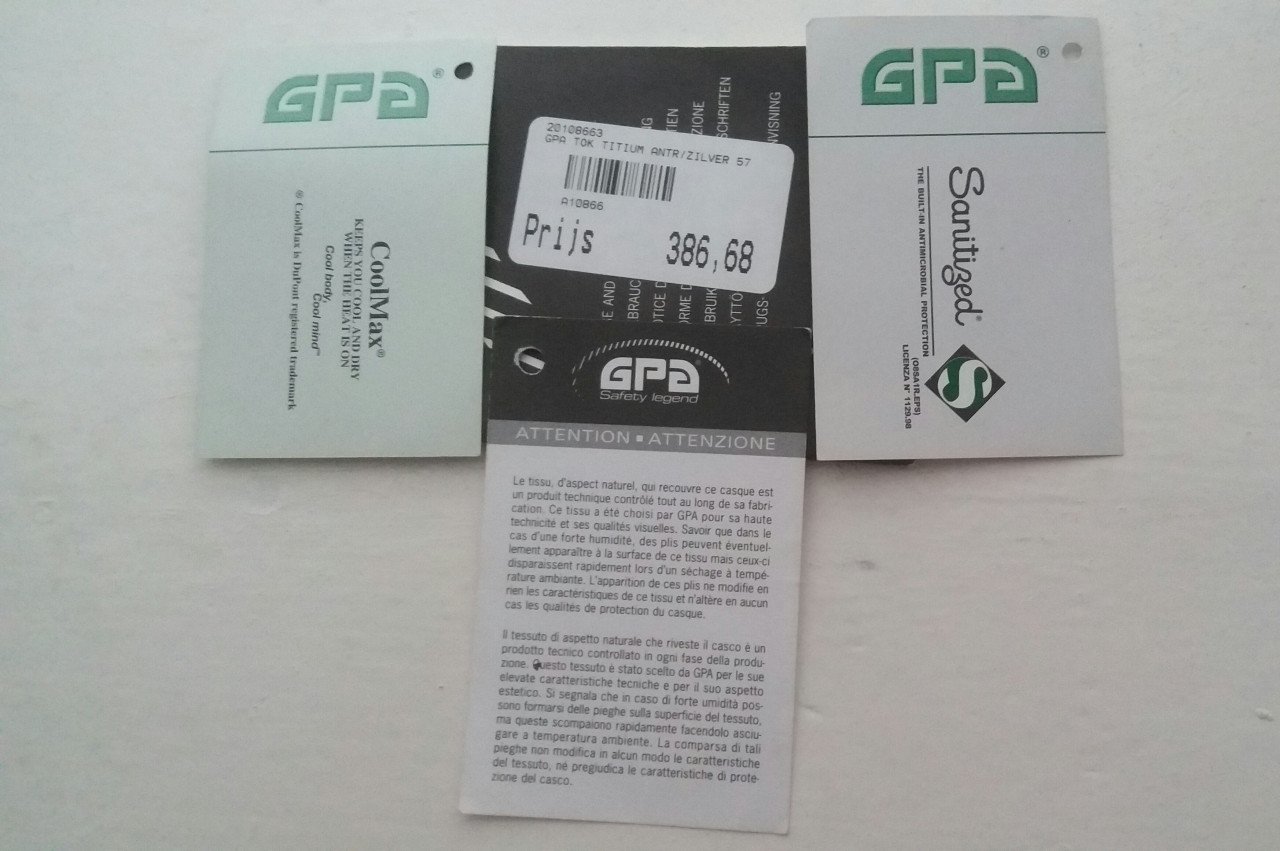 GPA®
CoolMax®
KEEPS YOU COOL AND DRY
WHEN THE HEAT IS ON
Cool body,
Cool mind™
® CoolMax is DuPont registered trademark
20108663
GPA TOK TITIUM ANTR/ZILVER 57
A10866
Prijs 386,68
SCHRIFTEN
E AND
OTICE D
GPA®
Safety legend
ATTENTION ■ ATTENZIONE
Le tissu, d'aspect naturel, qui recouvre ce casque est
un produit technique contrôlé tout au long de sa fabri-
cation. Ce tissu a été choisi par GPA pour sa haute
technicité et ses qualités visuelles. Savoir que dans le
cas d'une forte humidité, des plis peuvent éventuel-
lement apparaître à la surface de ce tissu mais ceux-ci
disparaissent rapidement lors d'un séchage à tempé-
rature ambiante. L'apparition de ces plis ne modifie en
rien les caractéristiques de ce tissu et n'altère en aucun
cas les qualités de protection du casque.
Il tessuto di aspetto naturale che riveste il casco è un
prodotto tecnico controllato in ogni fase della produ-
zione. Questo tessuto è stato scelto da GPA per le sue
elevate caratteristiche tecniche e per il suo aspetto
estetico. Si segnala che in caso di forte umidità pos-
sono formarsi delle pieghe sulla superficie del tessuto,
ma queste scompaiono rapidamente facendolo asciu-
gare a temperatura ambiente. La comparsa di tali
pieghe non modifica in alcun modo le caratteristiche
del tessuto, né pregiudica le caratteristiche di prote-
zione del casco.
GPA®
Sanitized®
THE BUILT-IN ANTIMICROBIAL PROTECTION
(O8SA1R.EPS)
LICENZA N° 1129.98